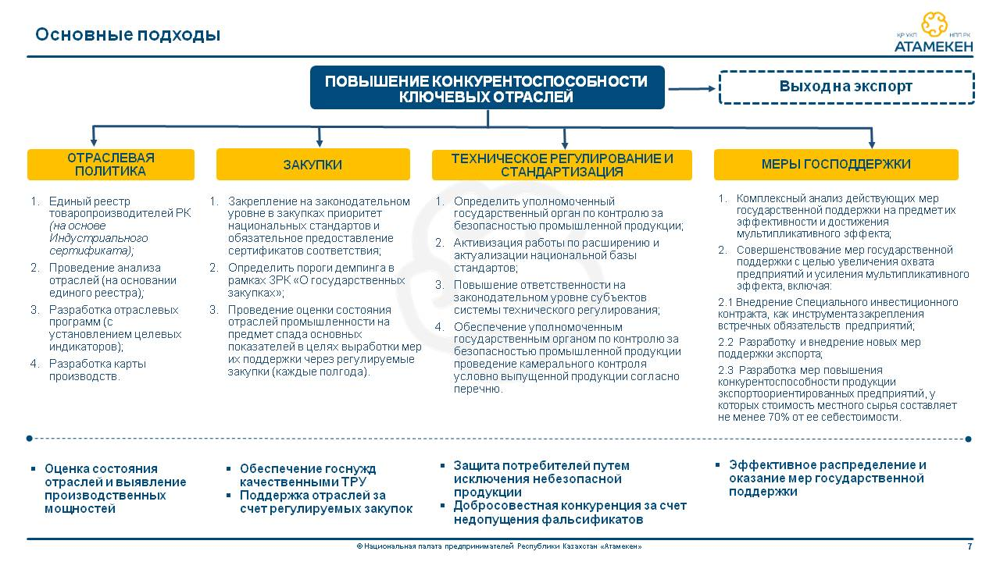 Основные подходы
ҚР ҰКП НПП РК
АТАМЕКЕН
ПОВЫШЕНИЕ КОНКУРЕНТОСПОСОБНОСТИ
КЛЮЧЕВЫХ ОТРАСЛЕЙ
Выход на экспорт
ОТРАСЛЕВАЯ
ПОЛИТИКА
1. Единый реестр
товаропроизводителей РК
(на основе
Индустриального
сертификата);
2. Проведение анализа
отраслей (на основании
единого реестра);
3. Разработка отраслевых
программ (с
установлением целевых
индикаторов);
4. Разработка карты
производств.
ЗАКУПКИ
1. Закрепление на законодательном
уровне в закупках приоритет
национальных стандартов и
обязательное предоставление
сертификатов соответствия;
2. Определить пороги демпинга в
рамках ЗРК «О государственных
закупках»;
3. Проведение оценки состояния
отраслей промышленности на
предмет спада основных
показателей в целях выработки мер
их поддержки через регулируемые
закупки (каждые полгода).
ТЕХНИЧЕСКОЕ РЕГУЛИРОВАНИЕ И
СТАНДАРТИЗАЦИЯ
1. Определить уполномоченный
государственный орган по контролю за
безопасностью промышленной продукции;
2. Активизация работы по расширению и
актуализации национальной базы
стандартов;
3. Повышение ответственности на
законодательном уровне субъектов
системы технического регулирования;
4. Обеспечение уполномоченным
государственным органом по контролю за
безопасностью промышленной продукции
проведение камерального контроля
условно выпущенной продукции согласно
перечню.
МЕРЫ ГОСПОДДЕРЖКИ
1. Комплексный анализ действующих мер
государственной поддержки на предмет их
эффективности и достижения
мультипликативного эффекта;
2. Совершенствование мер государственной
поддержки с целью увеличения охвата
предприятий и усиления мультипликативного
эффекта, включая:
2.1 Внедрение Специального инвестиционного
контракта, как инструмента закрепления
встречных обязательств предприятий;
2.2 Разработку и внедрение новых мер
поддержки экспорта;
2.3 Разработка мер повышения
конкурентоспособности продукции
экспортоориентированных предприятий, у
которых стоимость местного сырья составляет
не менее 70% от ее себестоимости.
▪ Оценка состояния
отраслей и выявление
производственных
мощностей
▪ Обеспечение госнужд
качественными ТРУ
▪ Поддержка отраслей за
счет регулируемых закупок
▪ Защита потребителей путем
исключения небезопасной
продукции
▪ Добросовестная конкуренция за счет
недопущения фальсификатов
▪ Эффективное распределение и
оказание мер государственной
поддержки
© Национальная палата предпринимателей Республики Казахстан «Атамекен»
7